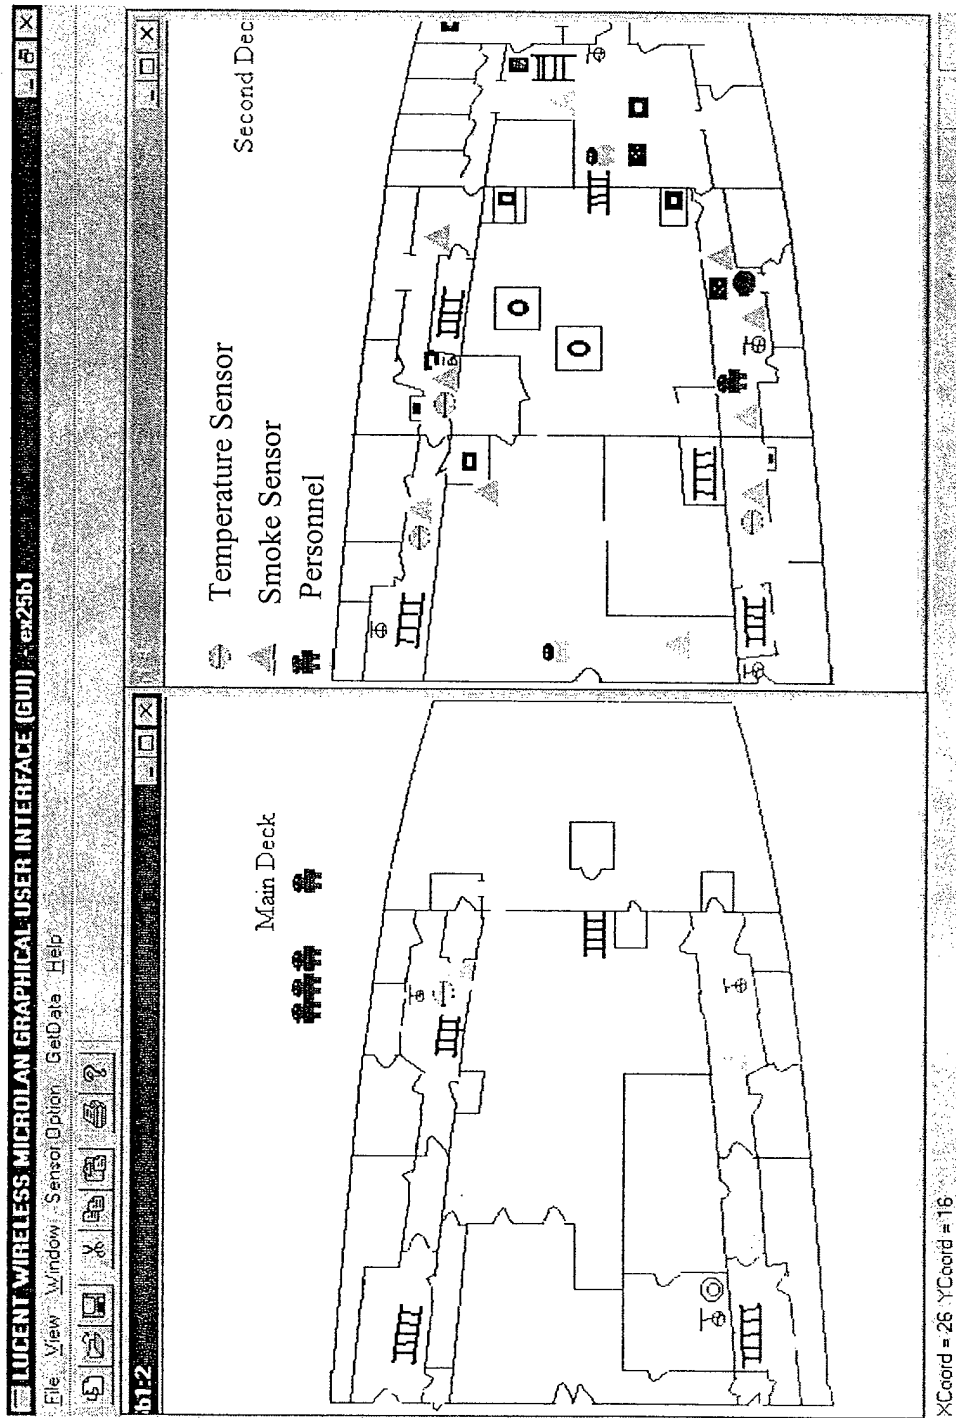 LUCENT WIRELESS MICROLAN GRAPHICAL USER INTERFACE (GUI) - ex25b1
File View Window Sensor Option GetDate Help
b1:2
Main Deck
Second Dec
Temperature Sensor
Smoke Sensor
Personnel
XCoord = 26 :YCoord = 16